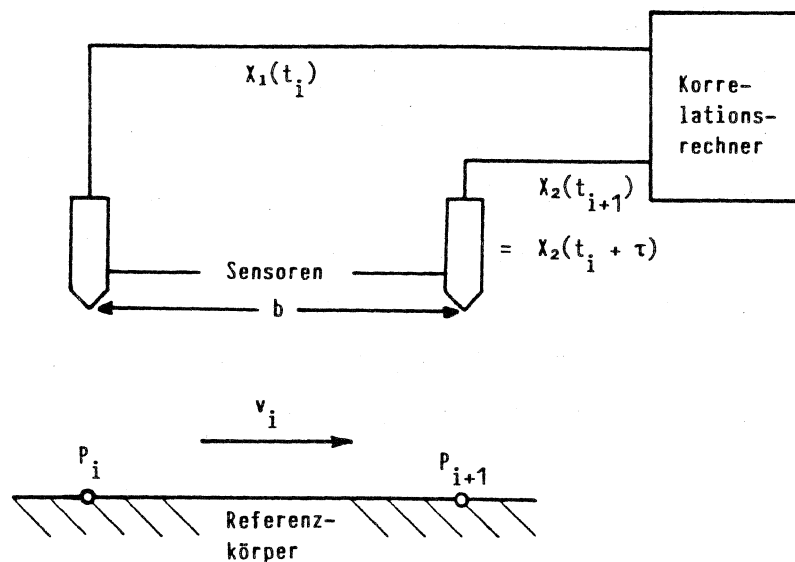 X₁(tᵢ)
Korre-
lations-
rechner
X₂(tᵢ₊₁)
= X₂(tᵢ + τ)
Sensoren
b
vᵢ
Pᵢ
Pᵢ₊₁
Referenz-
körper